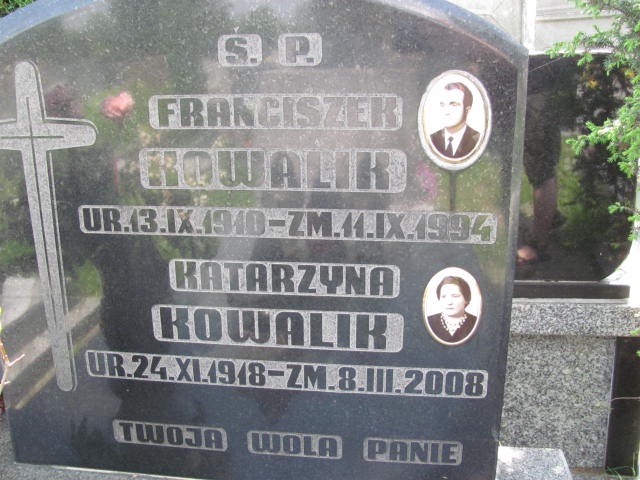 Ś. P.
FRANCISZEK
KOWALIK
UR.13.IX.1910-ZM.11.IX.1994
KATARZYNA
KOWALIK
UR.24.XI.1918-ZM.8.III.2008
TWOJA WOLA PANIE